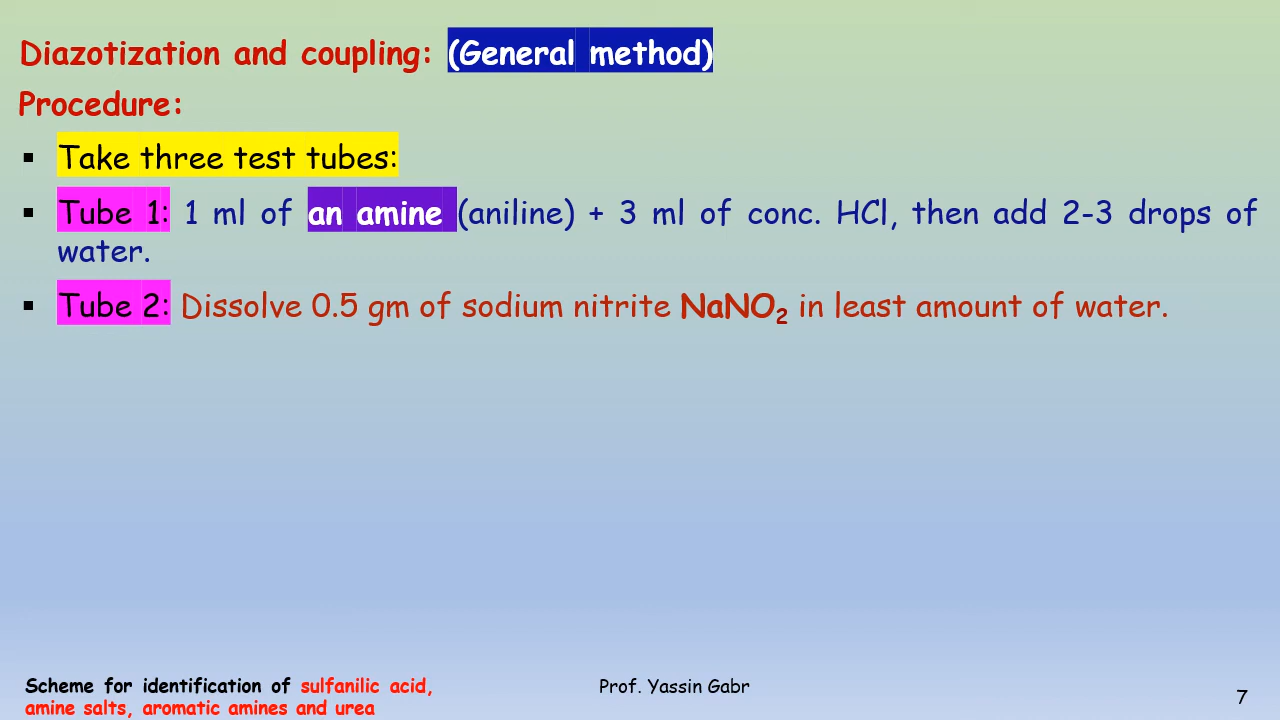 Diazotization and coupling: (General method)
Procedure:
▪ Take three test tubes:
▪ Tube 1: 1 ml of an amine (aniline) + 3 ml of conc. HCl, then add 2-3 drops of
water.
▪ Tube 2: Dissolve 0.5 gm of sodium nitrite NaNO₂ in least amount of water.
Scheme for identification of sulfanilic acid,
amine salts, aromatic amines and urea
Prof. Yassin Gabr
7